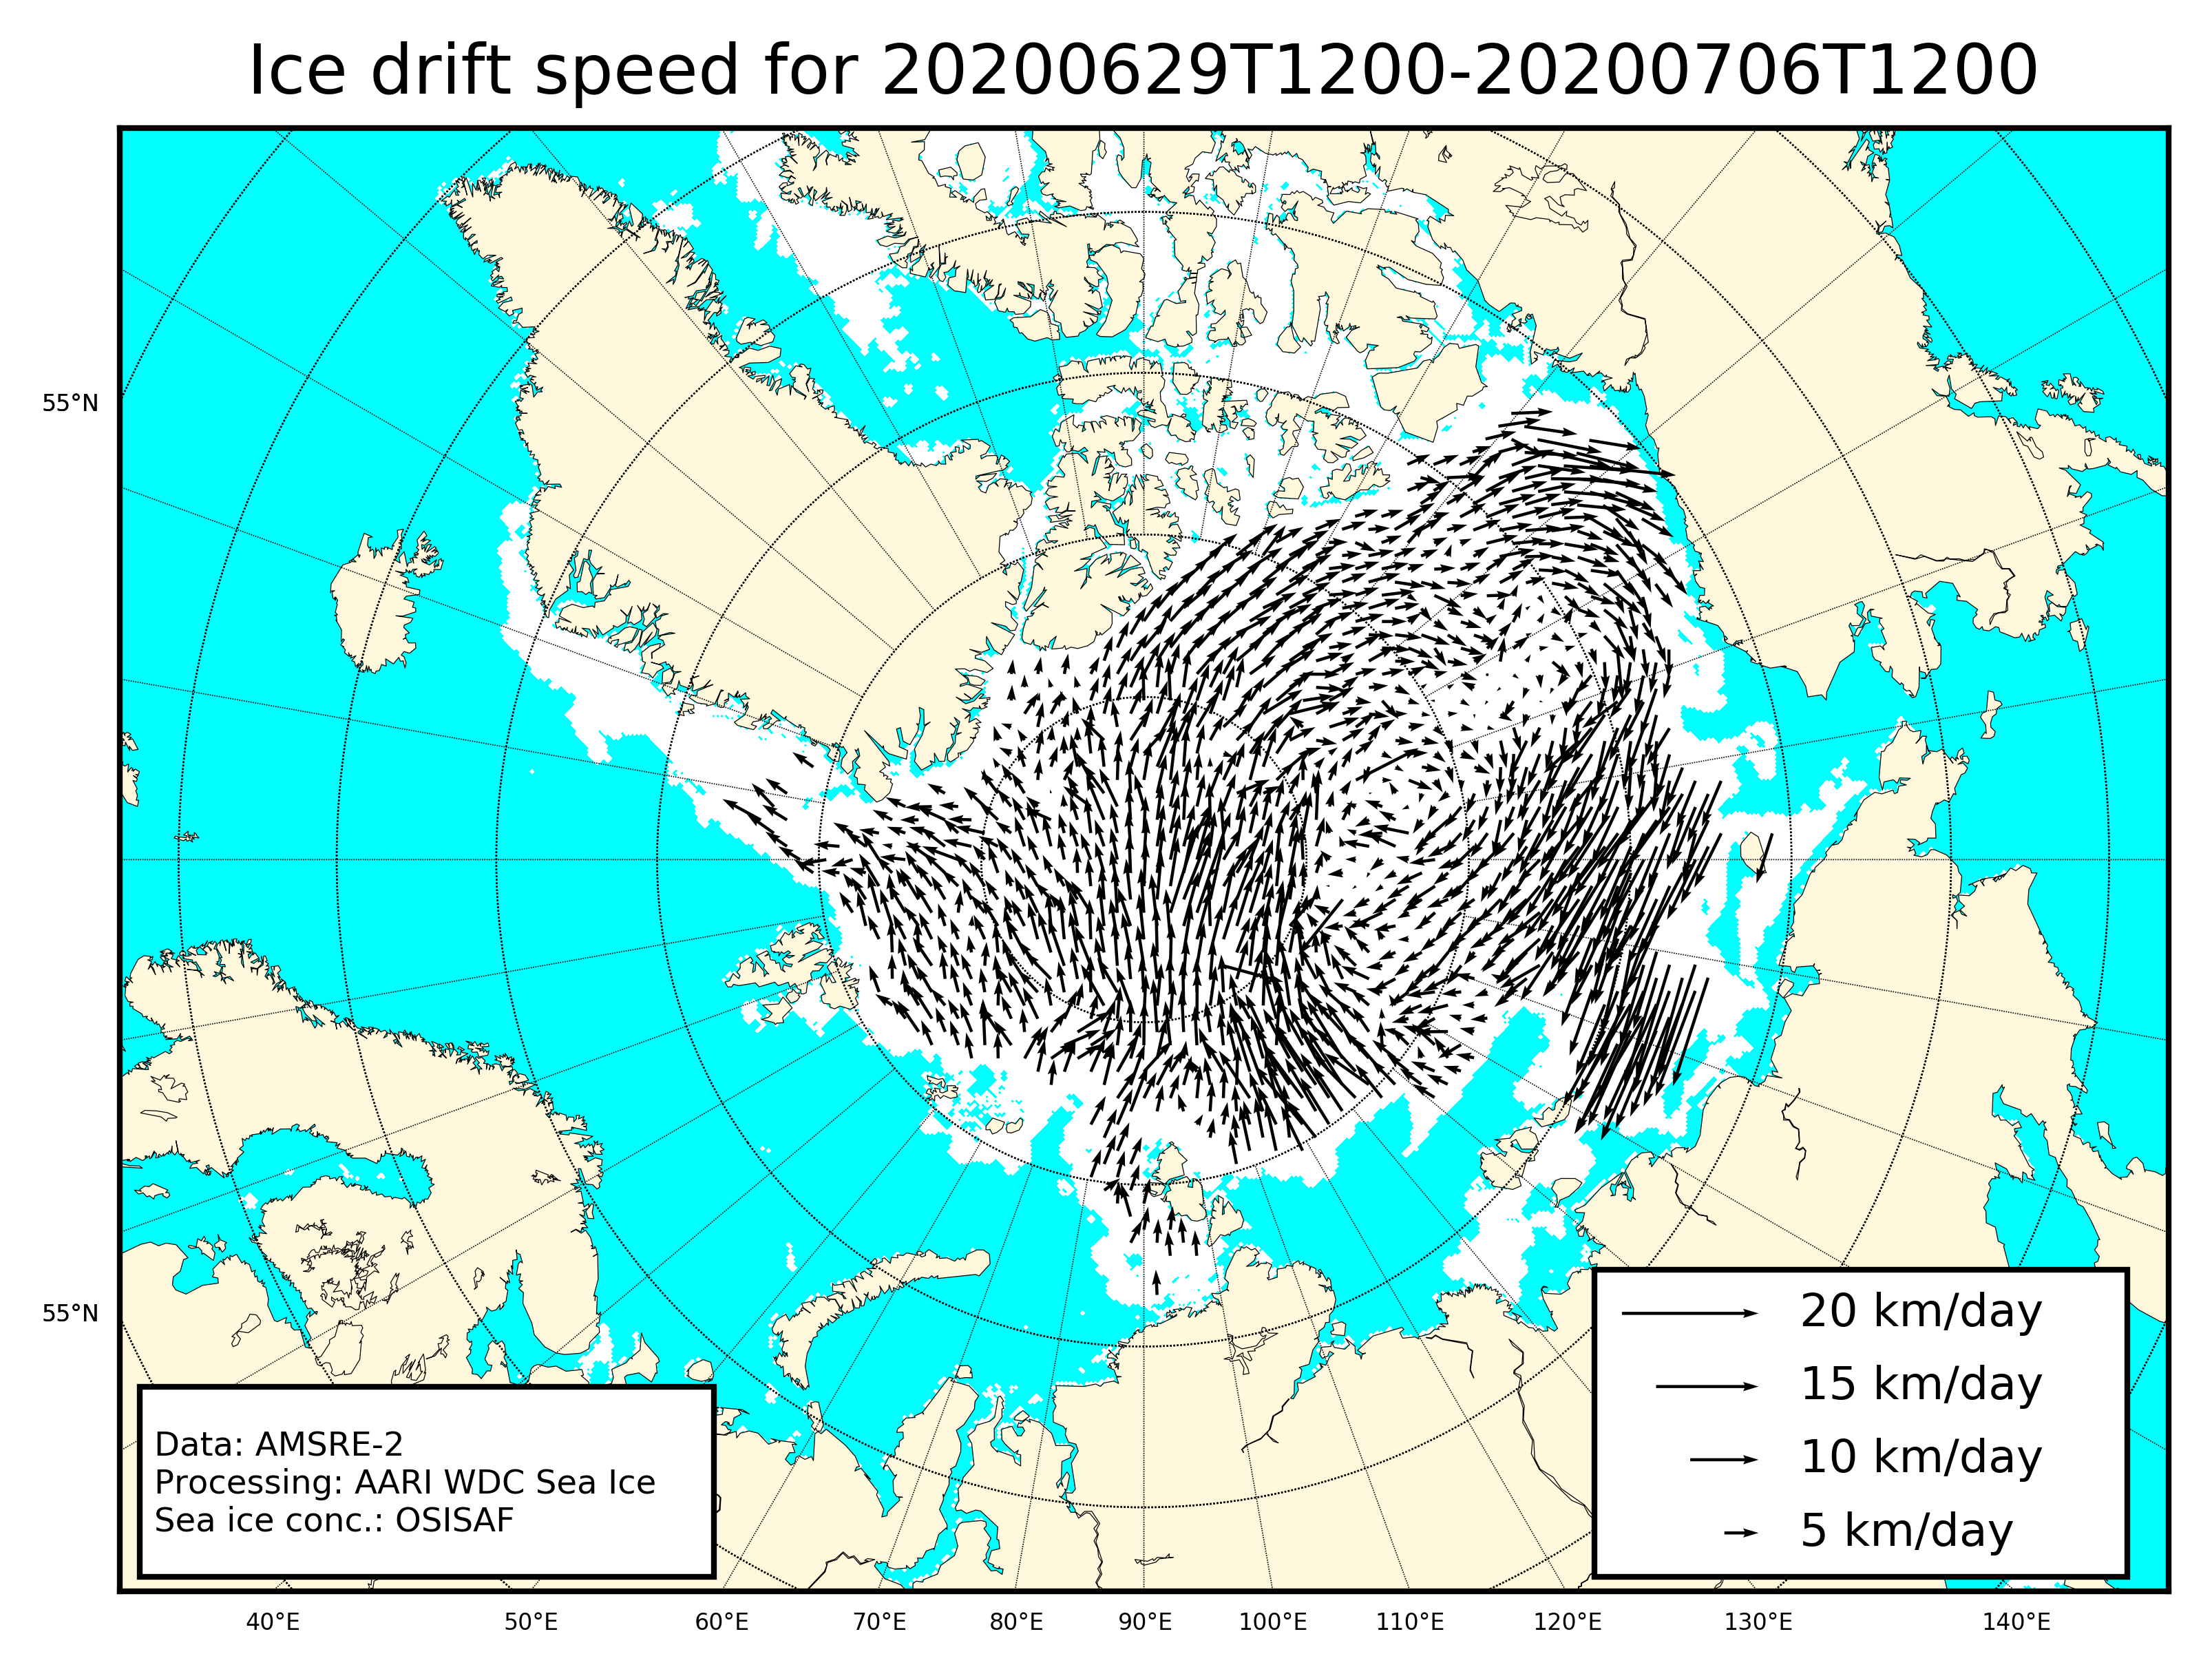 Ice drift speed for 20200629T1200-20200706T1200
55°N
55°N
20 km/day
15 km/day
10 km/day
5 km/day
Data: AMSRE-2
Processing: AARI WDC Sea Ice
Sea ice conc.: OSISAF
40°E 50°E 60°E 70°E 80°E 90°E 100°E 110°E 120°E 130°E 140°E